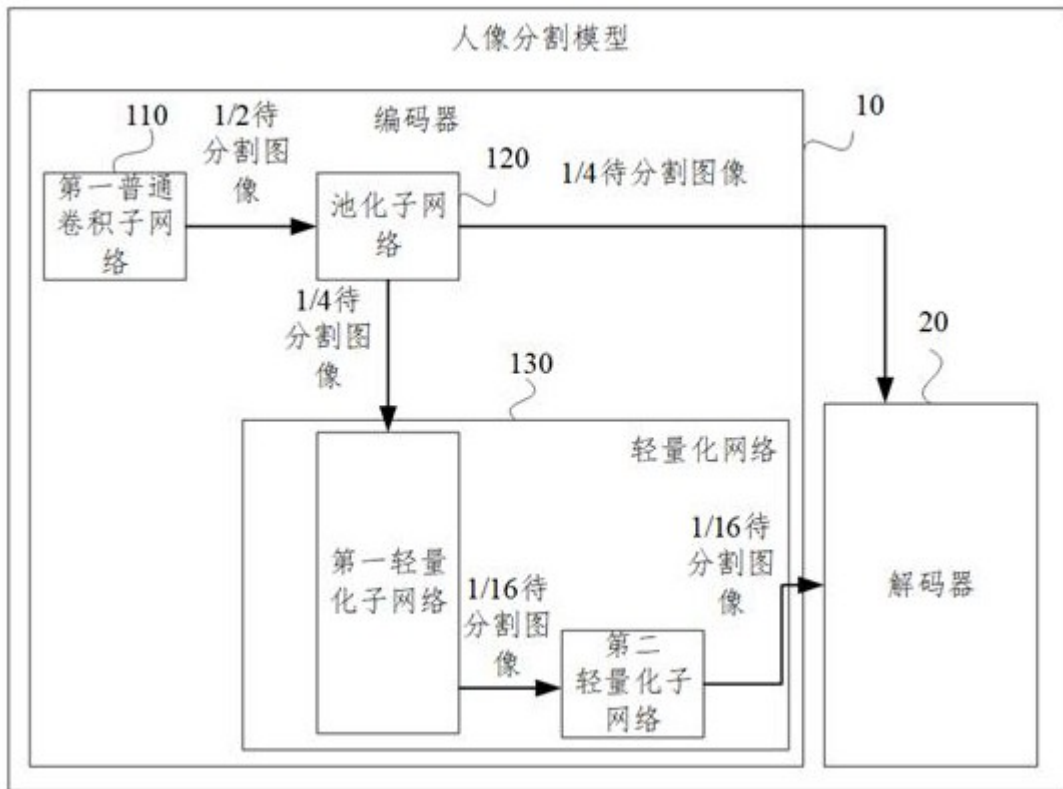 人像分割模型
编码器
10
110
1/2待
分割图
像
120
1/4待分割图像
第一普通
卷积子网
络
池化子网
络
1/4待
分割图
像
20
130
轻量化网络
第一轻量
化子网络
1/16待
分割图
像
第二
轻量化子
网络
1/16待
分割图
像
解码器